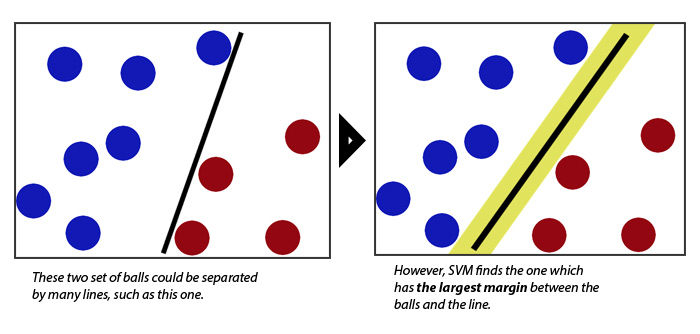 These two set of balls could be separated
by many lines, such as this one.
However, SVM finds the one which
has the largest margin between the
balls and the line.